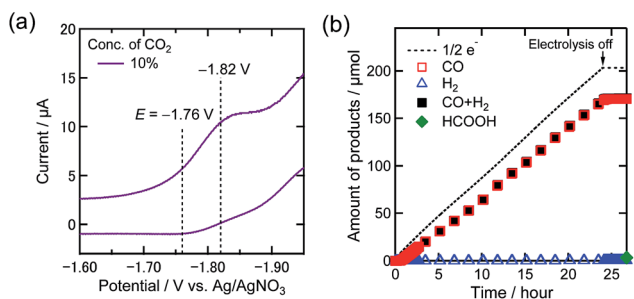 (a)
Conc. of CO₂
10%
−1.82 V
E = −1.76 V
20
15
10
5
0
Current / μA
−1.60
−1.70
−1.80
−1.90
Potential / V vs. Ag/AgNO₃
(b)
1/2 e⁻
CO
H₂
CO+H₂
HCOOH
Electrolysis off
200
150
100
50
0
Amount of products / μmol
0
5
10
15
20
25
Time / hour